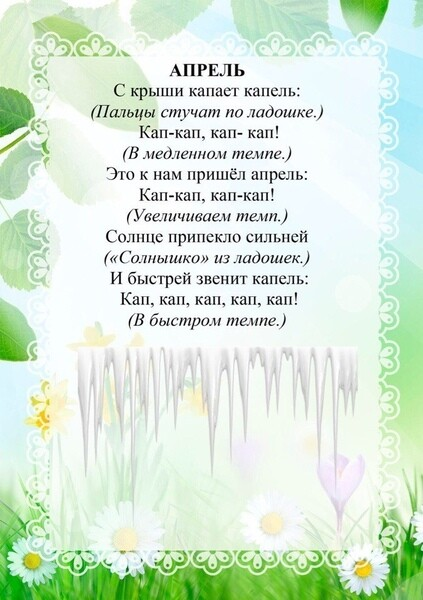 АПРЕЛЬ
С крыши капает капель:
(Пальцы стучат по ладошке.)
Кап-кап, кап- кап!
(В медленном темпе.)
Это к нам пришёл апрель:
Кап-кап, кап-кап!
(Увеличиваем темп.)
Солнце припекло сильней
(«Солнышко» из ладошек.)
И быстрей звенит капель:
Кап, кап, кап, кап, кап!
(В быстром темпе.)